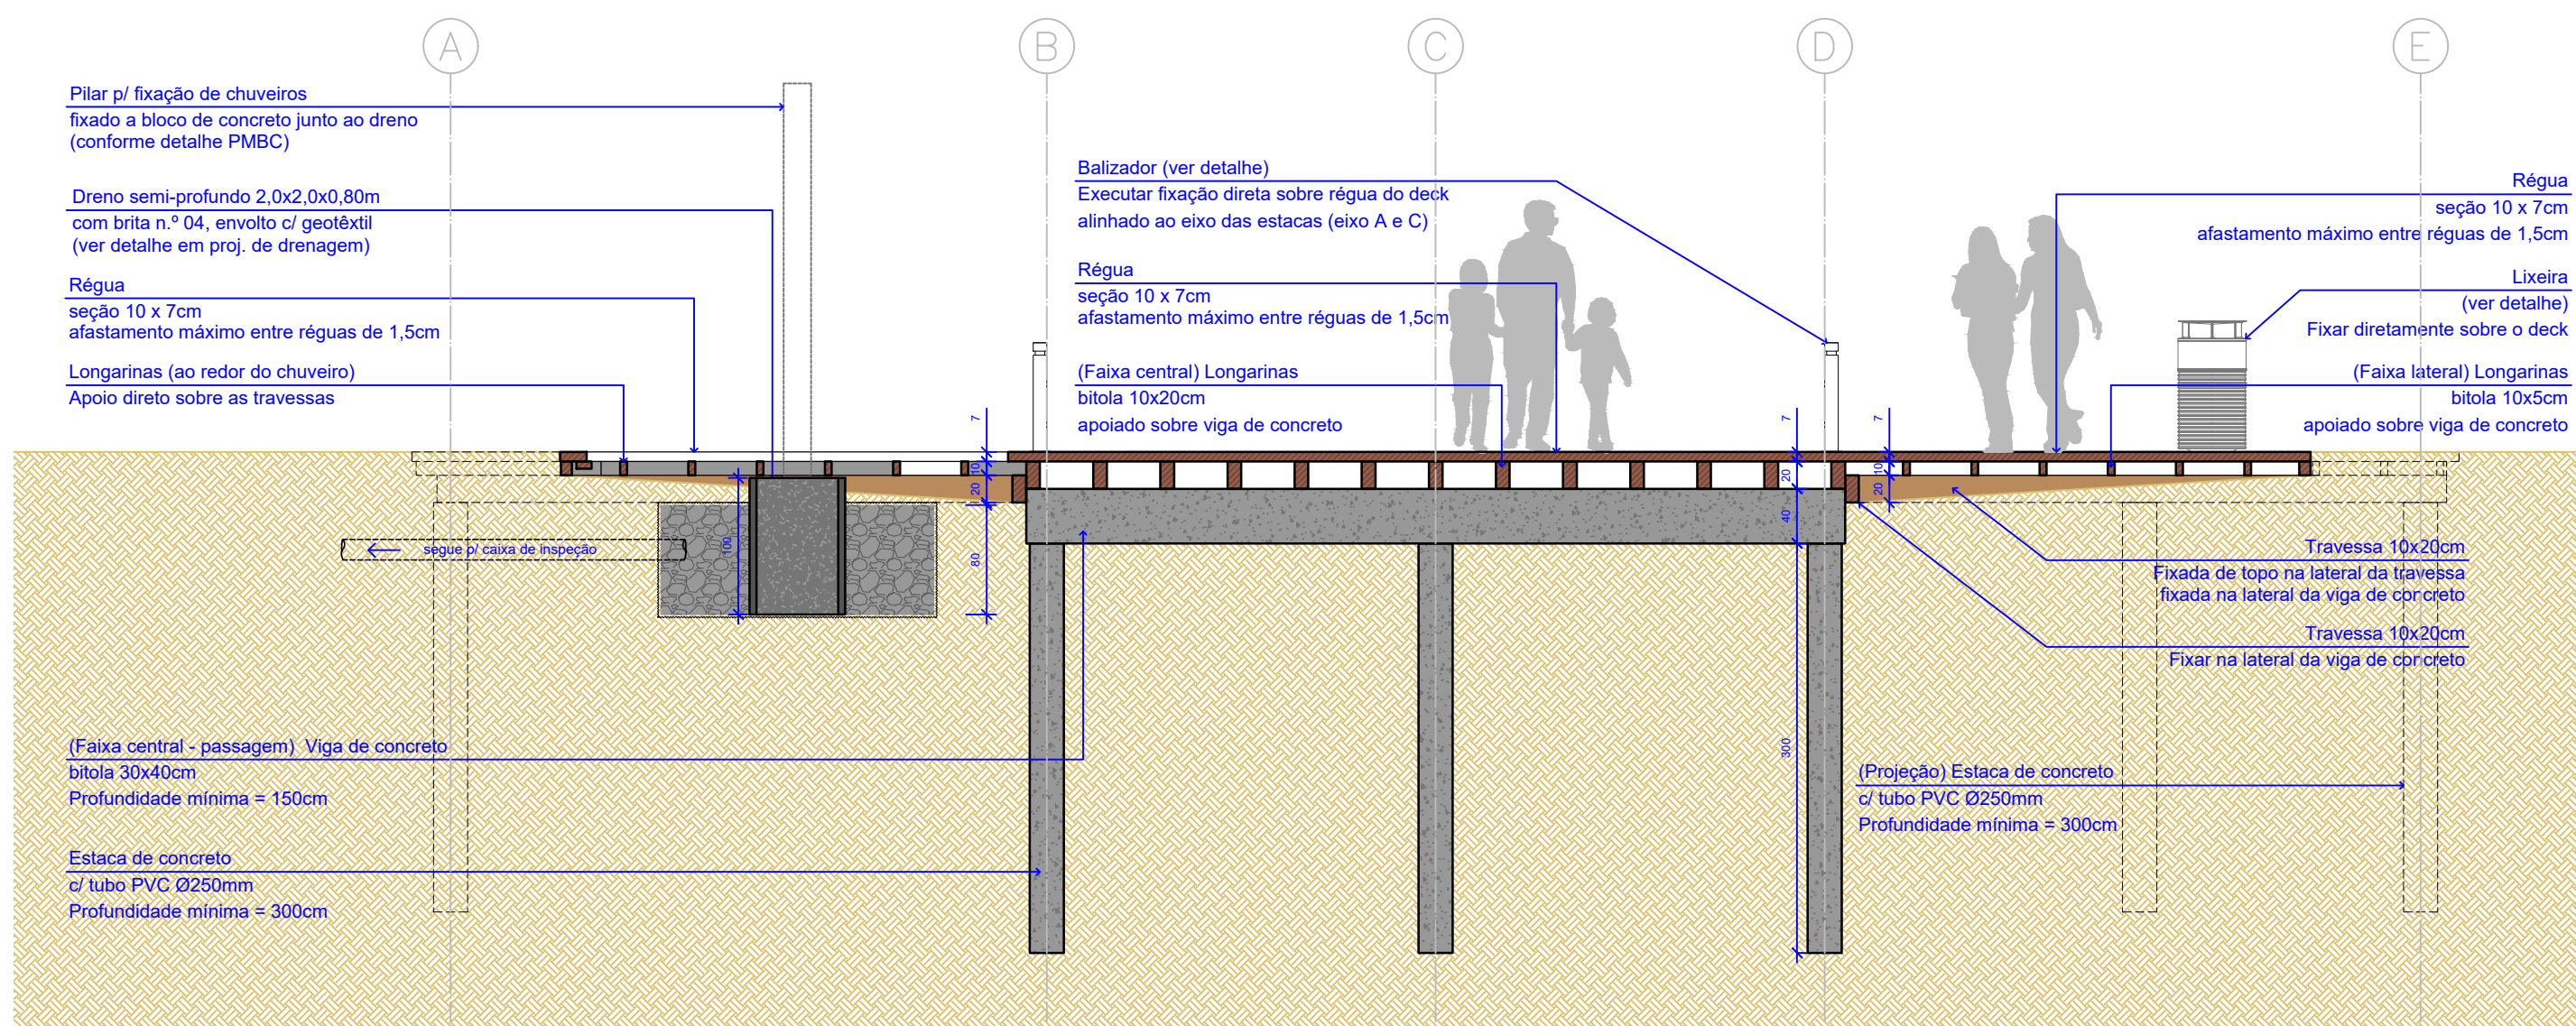 A
B
C
D
E
Pilar p/ fixação de chuveiros
fixado a bloco de concreto junto ao dreno
(conforme detalhe PMBC)
Dreno semi-profundo 2,0x2,0x0,80m
com brita n.º 04, envolto c/ geotêxtil
(ver detalhe em proj. de drenagem)
Régua
seção 10 x 7cm
afastamento máximo entre réguas de 1,5cm
Longarinas (ao redor do chuveiro)
Apoio direto sobre as travessas
Balizador (ver detalhe)
Executar fixação direta sobre régua do deck
alinhado ao eixo das estacas (eixo A e C)
Régua
seção 10 x 7cm
afastamento máximo entre réguas de 1,5cm
(Faixa central) Longarinas
bitola 10x20cm
apoiado sobre viga de concreto
Régua
seção 10 x 7cm
afastamento máximo entre réguas de 1,5cm
Lixeira
(ver detalhe)
Fixar diretamente sobre o deck
(Faixa lateral) Longarinas
bitola 10x5cm
apoiado sobre viga de concreto
7
10
20
80
100
7
20
40
300
7
10
20
segue p/ caixa de inspeção
Travessa 10x20cm
Fixada de topo na lateral da travessa
fixada na lateral da viga de concreto
Travessa 10x20cm
Fixar na lateral da viga de concreto
(Faixa central - passagem) Viga de concreto
bitola 30x40cm
Profundidade mínima = 150cm
Estaca de concreto
c/ tubo PVC Ø250mm
Profundidade mínima = 300cm
(Projeção) Estaca de concreto
c/ tubo PVC Ø250mm
Profundidade mínima = 300cm